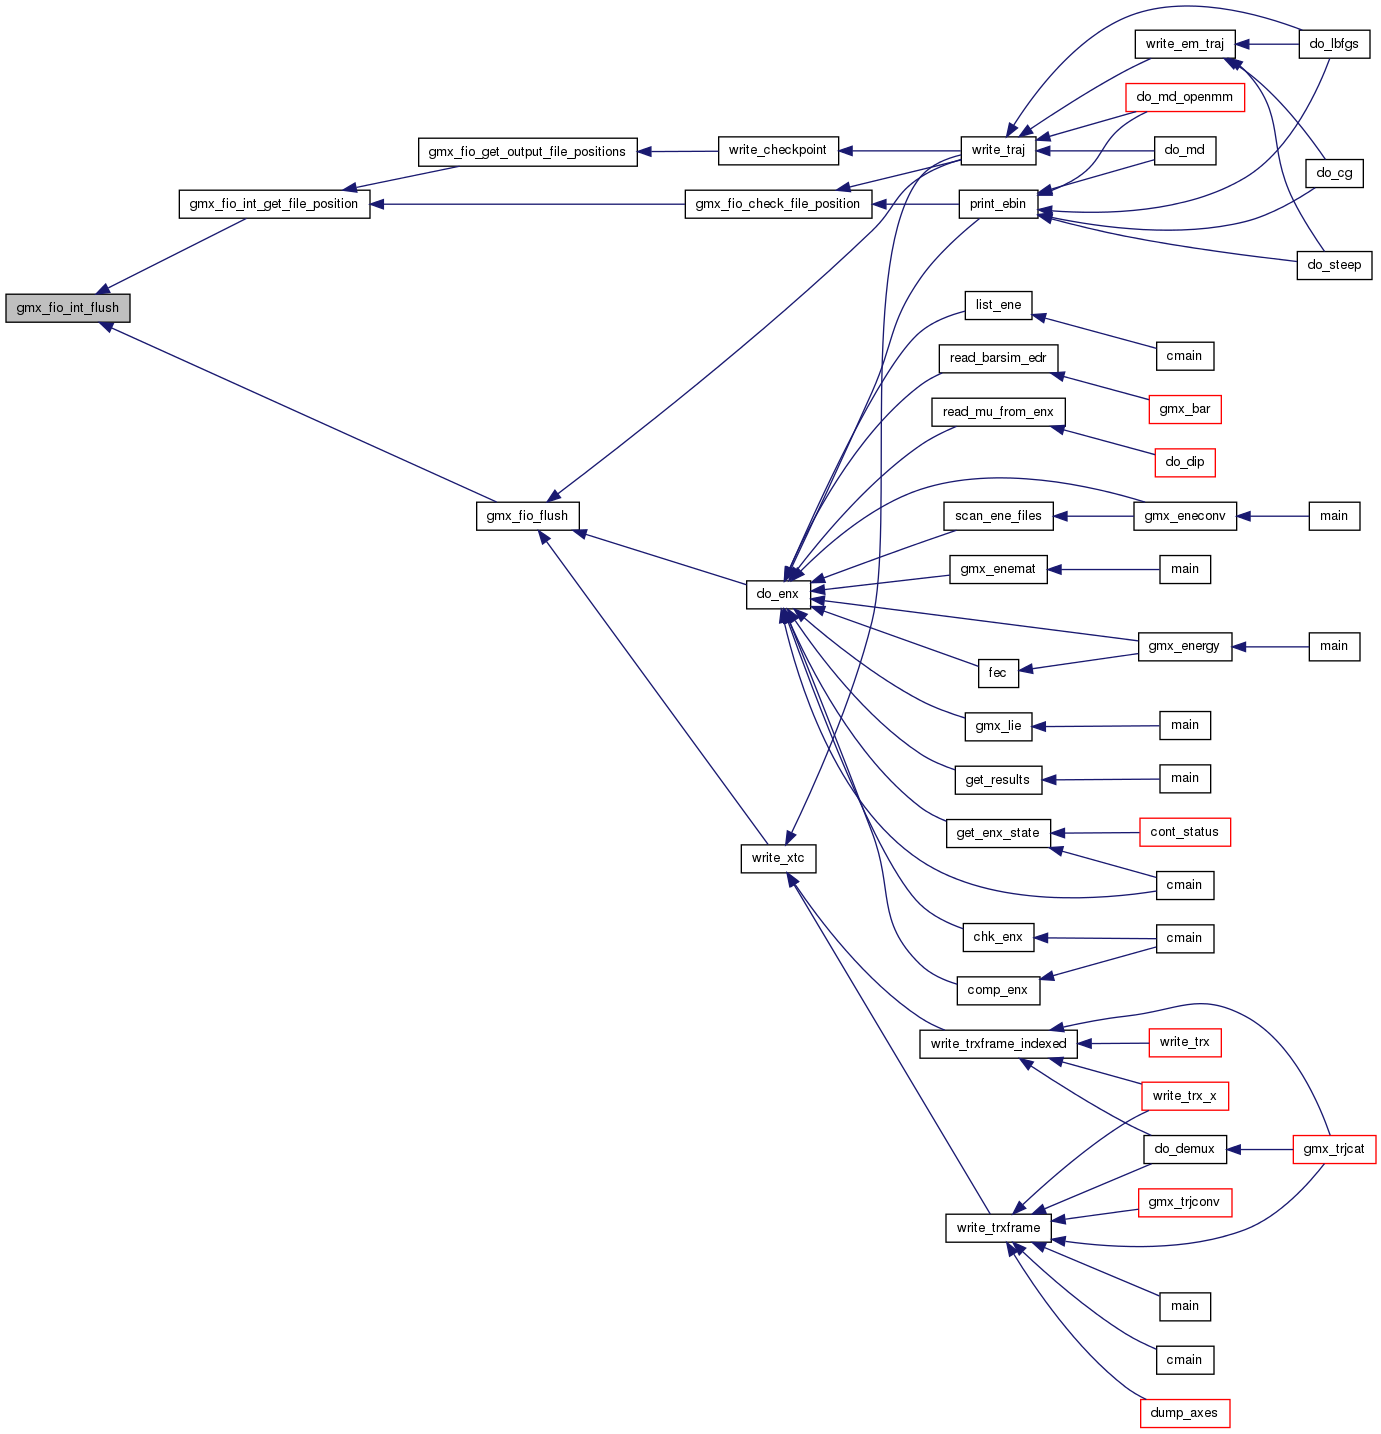 gmx_fio_int_flush
gmx_fio_int_get_file_position
gmx_fio_get_output_file_positions
write_checkpoint
gmx_fio_check_file_position
write_traj
print_ebin
write_em_traj
do_lbfgs
do_md_openmm
do_md
do_cg
do_steep
gmx_fio_flush
do_enx
list_ene
cmain
read_barsim_edr
gmx_bar
read_mu_from_enx
do_dip
scan_ene_files
gmx_eneconv
main
gmx_enemat
main
gmx_energy
main
fec
gmx_lie
main
get_results
main
get_enx_state
cont_status
cmain
chk_enx
cmain
comp_enx
write_xtc
write_trxframe_indexed
write_trx
write_trx_x
do_demux
gmx_trjcat
gmx_trjconv
write_trxframe
main
cmain
dump_axes